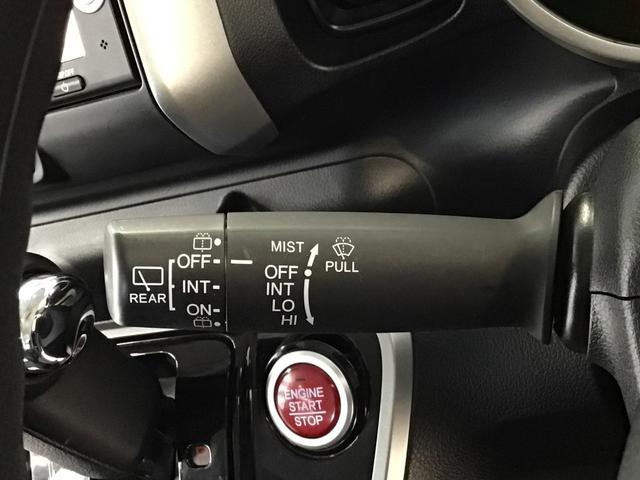 OFF
INT
ON
REAR
MIST
OFF
INT
LO
HI
PULL
ENGINE
START
STOP